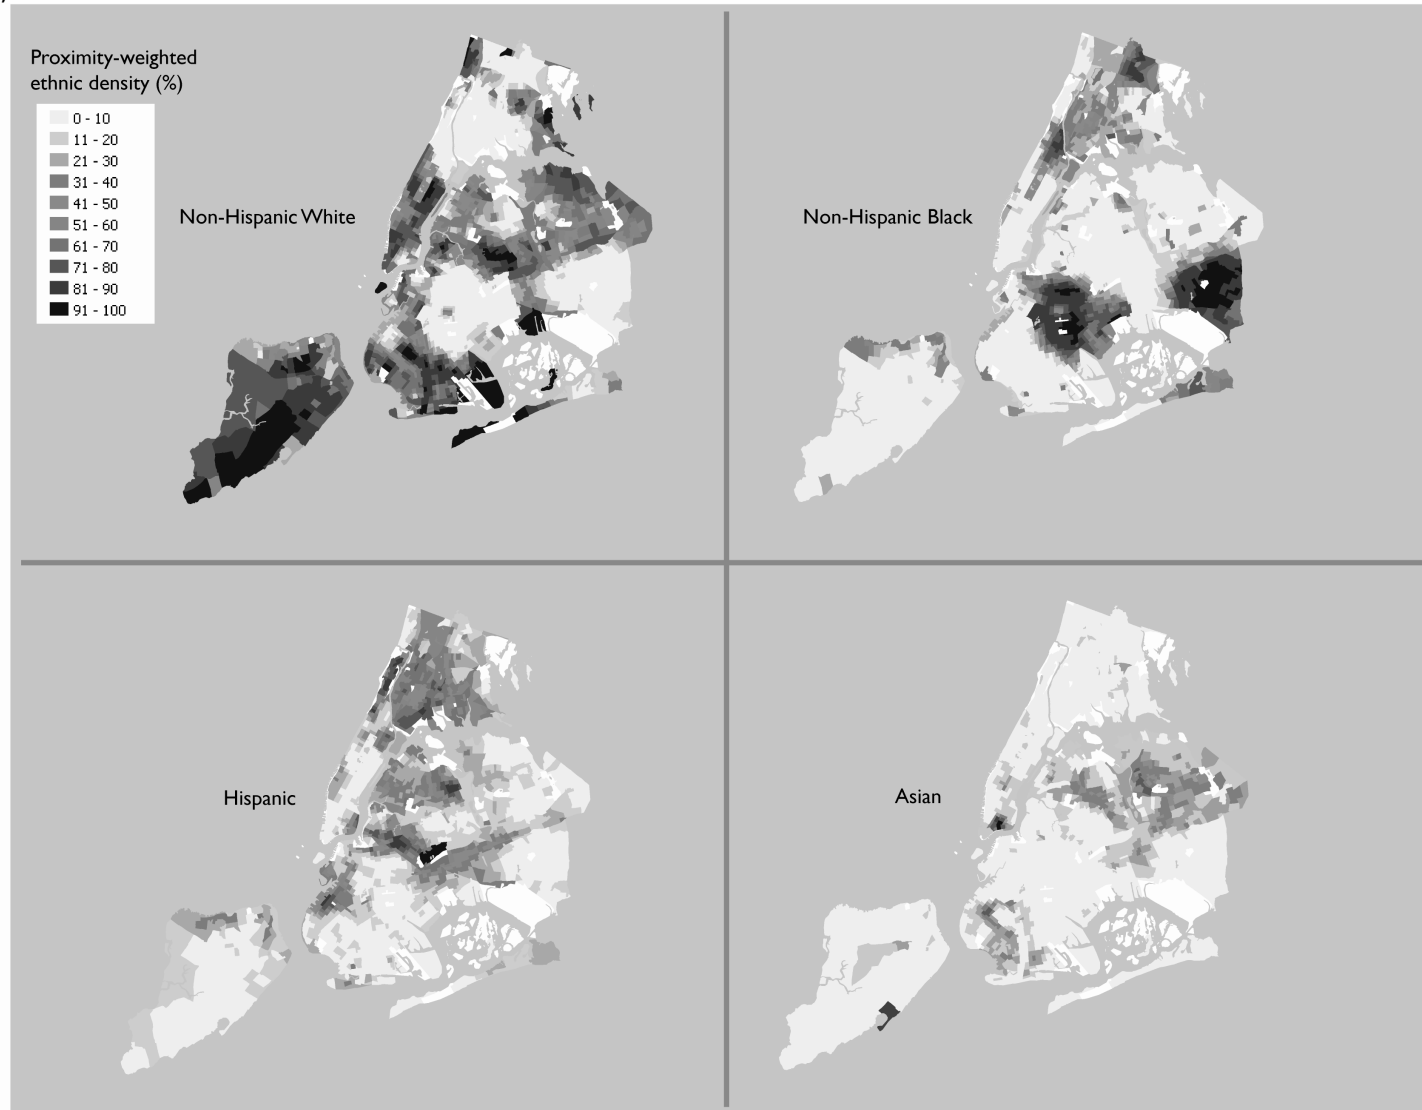 Proximity-weighted
ethnic density (%)
0 - 10
11 - 20
21 - 30
31 - 40
41 - 50
51 - 60
61 - 70
71 - 80
81 - 90
91 - 100
Non-Hispanic White
Non-Hispanic Black
Hispanic
Asian